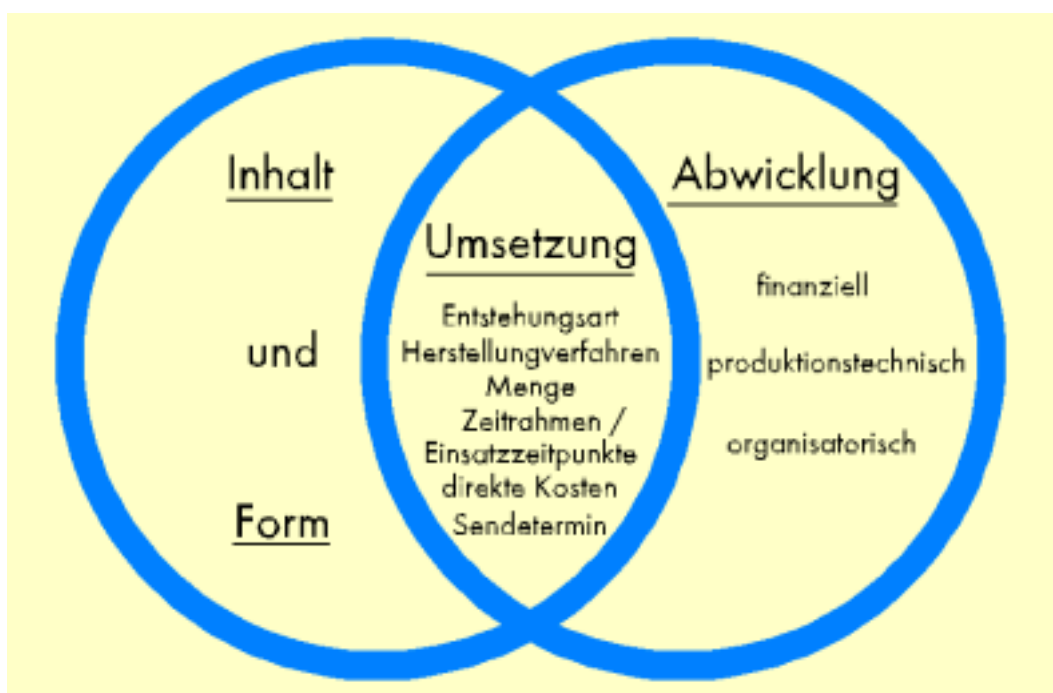 Inhalt
und
Form
Umsetzung
Entstehungsart
Herstellungverfahren
Menge
Zeitrahmen /
Einsatzzeitpunkte
direkte Kosten
Sendetermin
Abwicklung
finanziell
produktionstechnisch
organisatorisch